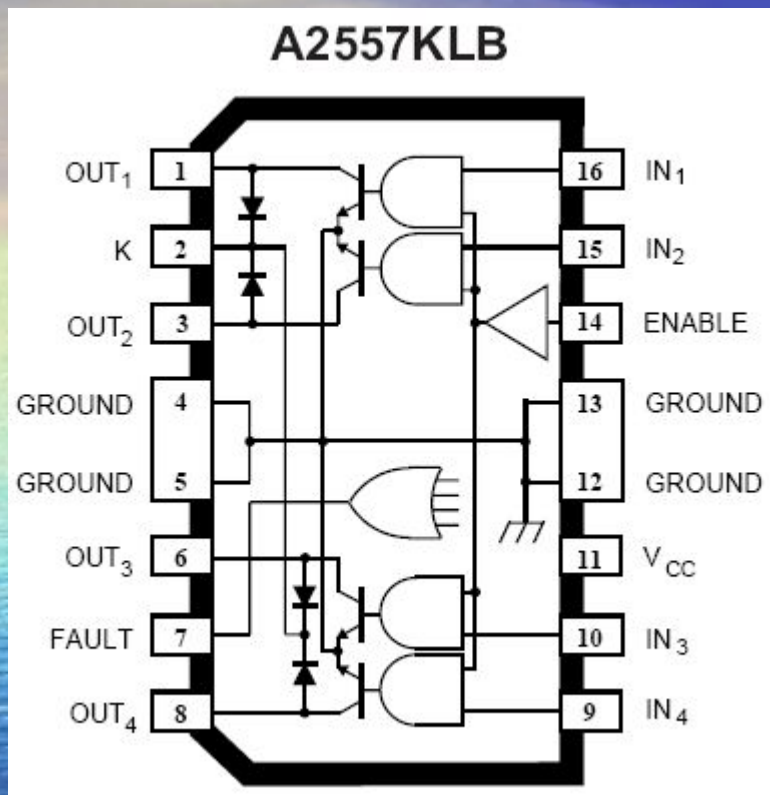 A2557KLB
OUT1 1 16 IN1
K 2 15 IN2
OUT2 3 14 ENABLE
GROUND 4 13 GROUND
GROUND 5 12 GROUND
OUT3 6 11 VCC
FAULT 7 10 IN3
OUT4 8 9 IN4